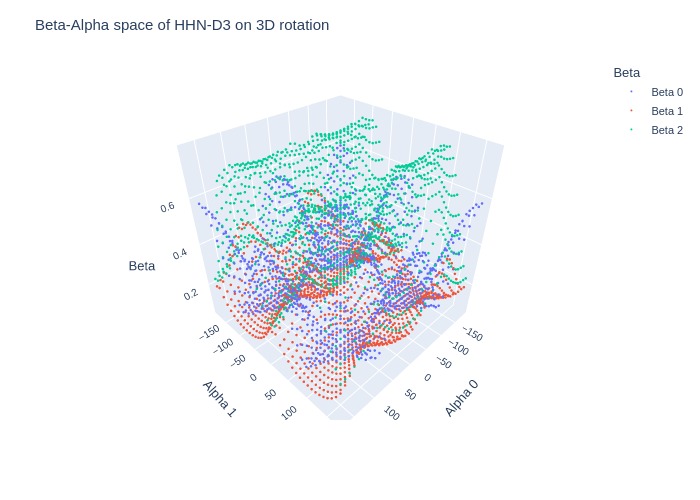 Beta-Alpha space of HHN-D3 on 3D rotation
Beta
Beta 0
Beta 1
Beta 2
0.6
0.4
0.2
Beta
−150
−100
−50
0
50
100
Alpha 1
−150
−100
−50
0
50
100
Alpha 0